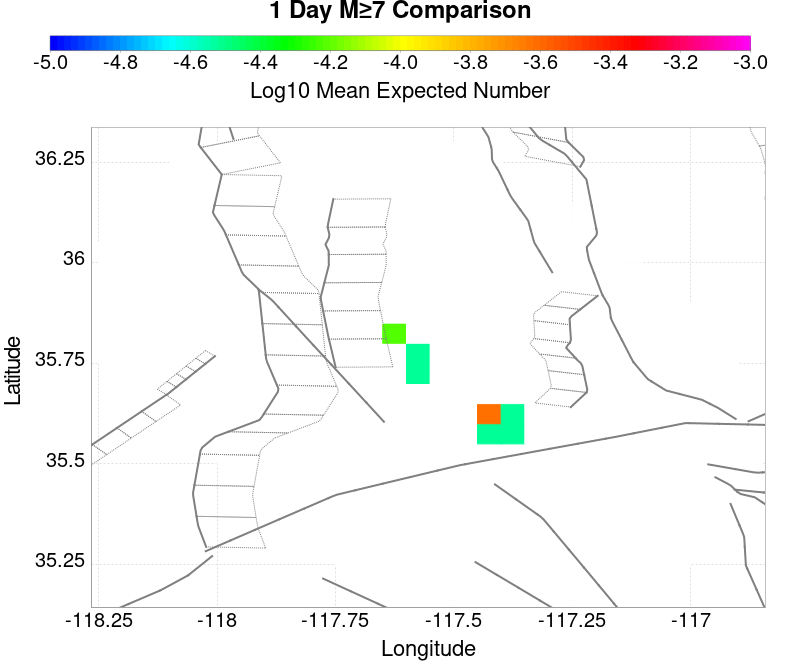 1 Day M≥7 Comparison
-5.0 -4.8 -4.6 -4.4 -4.2 -4.0 -3.8 -3.6 -3.4 -3.2 -3.0
Log10 Mean Expected Number
36.25
36
35.75
35.5
35.25
Latitude
-118.25 -118 -117.75 -117.5 -117.25 -117
Longitude